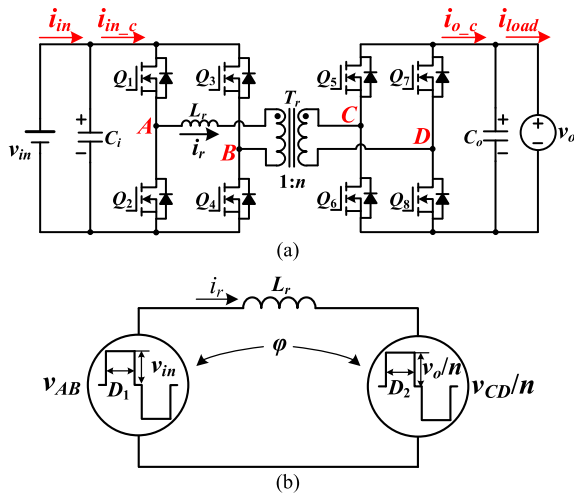 i_in i_in_c i_o_c i_load
Q1 Q3 Q5 Q7
L_r T_r
A C
+ + +
v_in C_i i_r B D C_o v_o
− − −
Q2 Q4 1:n Q6 Q8
(a)
i_r L_r
φ
v_AB v_in v_o/n v_CD/n
D1 D2
(b)